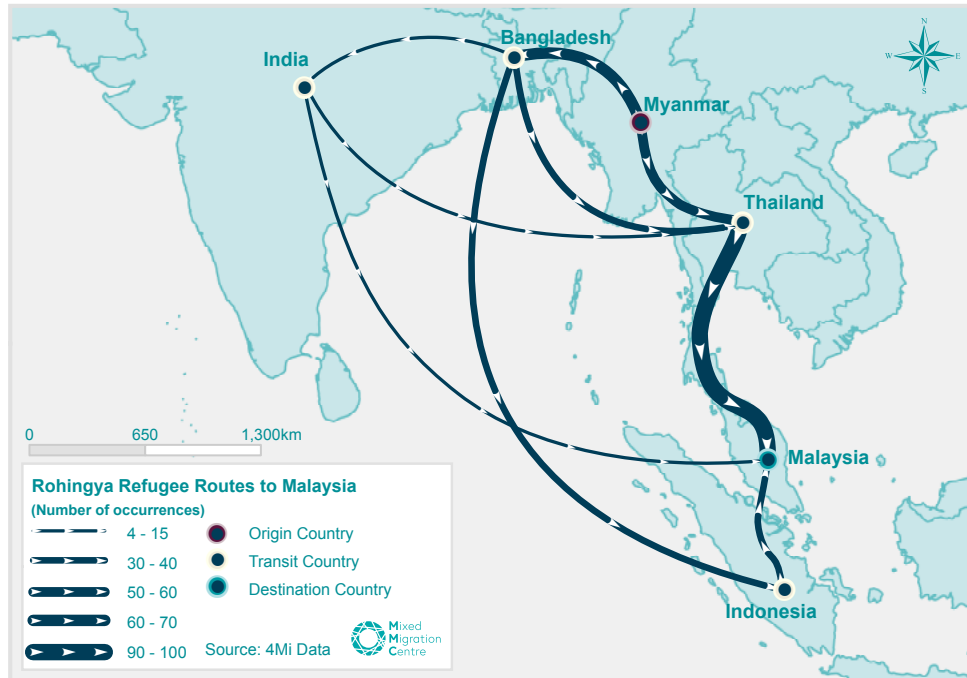 N
W E
S
India
Bangladesh
Myanmar
Thailand
Malaysia
Indonesia
0 650 1,300km
Rohingya Refugee Routes to Malaysia
(Number of occurrences)
4 - 15
30 - 40
50 - 60
60 - 70
90 - 100
Origin Country
Transit Country
Destination Country
Source: 4Mi Data
Mixed
Migration
Centre